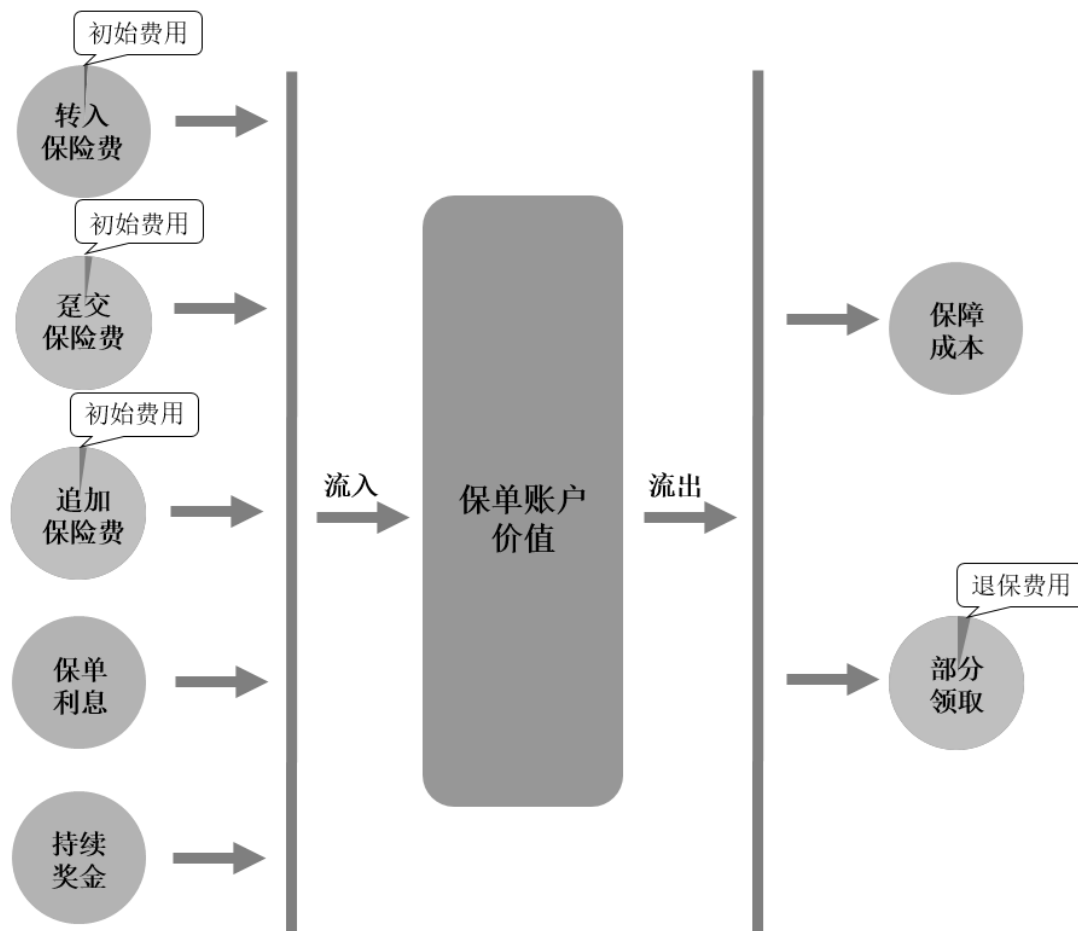 初始费用
转入
保险费
初始费用
趸交
保险费
初始费用
追加
保险费
保单
利息
持续
奖金
流入
保单账户
价值
流出
保障
成本
退保费用
部分
领取